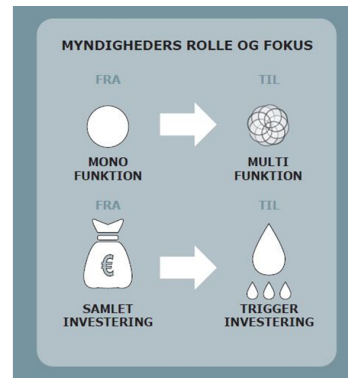 MYNDIGHEDERS ROLLE OG FOKUS
FRA
TIL
MONO
FUNKTION
MULTI
FUNKTION
FRA
TIL
€
SAMLET
INVESTERING
TRIGGER
INVESTERING